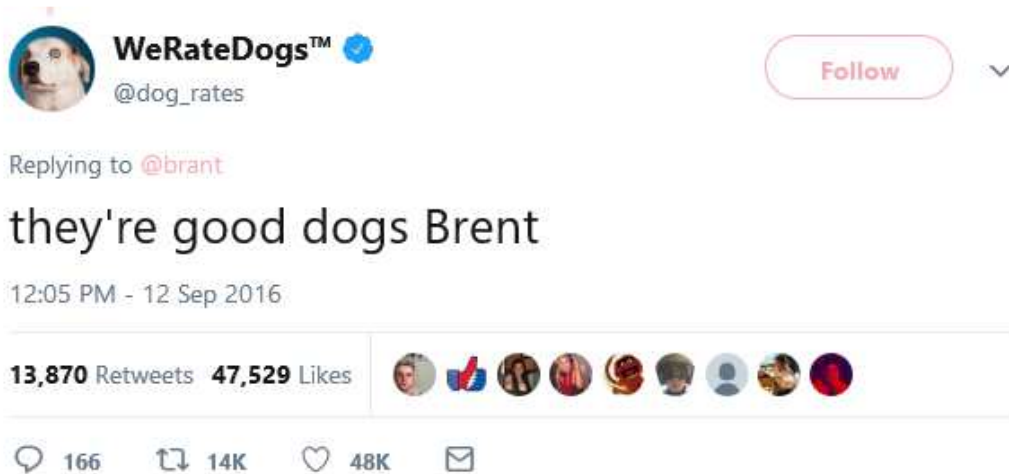 WeRateDogs™
@dog_rates
Follow
Replying to @brant
they're good dogs Brent
12:05 PM - 12 Sep 2016
13,870 Retweets 47,529 Likes
166 14K 48K